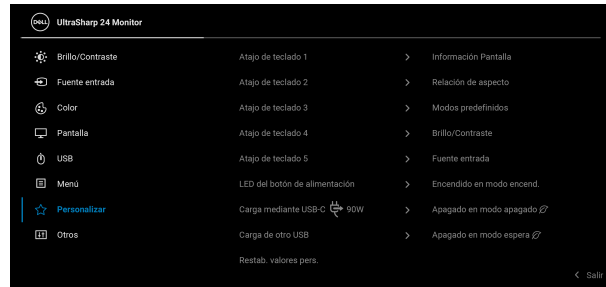 DELL UltraSharp 24 Monitor
Brillo/Contraste Atajo de teclado 1 > Información Pantalla
Fuente entrada Atajo de teclado 2 > Relación de aspecto
Color Atajo de teclado 3 > Modos predefinidos
Pantalla Atajo de teclado 4 > Brillo/Contraste
USB Atajo de teclado 5 > Fuente entrada
Menú LED del botón de alimentación > Encendido en modo encend.
Personalizar Carga mediante USB-C 90W > Apagado en modo apagado
Otros Carga de otro USB > Apagado en modo espera
Restab. valores pers.
< Salir